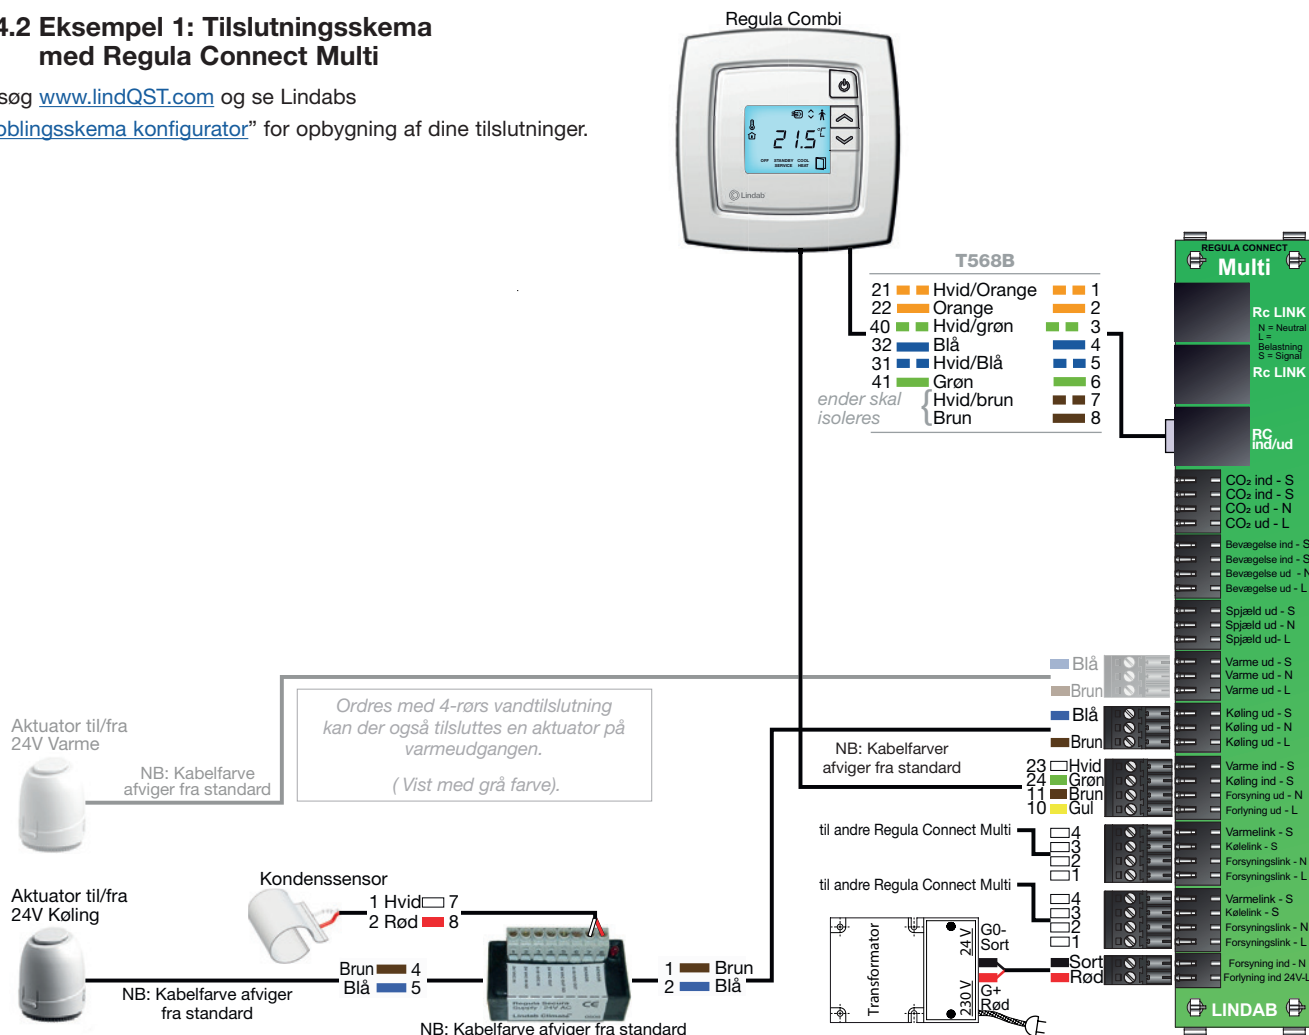 4.2 Eksempel 1: Tilslutningsskema
med Regula Connect Multi
søg www.lindQST.com og se Lindabs
oblingsskema konfigurator” for opbygning af dine tilslutninger.
Regula Combi
21.5°C
OFF STANDBY COOL
SERVICE HEAT
Lindab
T568B
21 Hvid/Orange 1
22 Orange 2
40 Hvid/grøn 3
32 Blå 4
31 Hvid/Blå 5
41 Grøn 6
ender skal isoleres { Hvid/brun 7
Brun 8
REGULA CONNECT
Multi
Rc LINK
N = Neutral
L =
Belastning
S = Signal
Rc LINK
RC
ind/ud
CO₂ ind - S
CO₂ ind - S
CO₂ ud - N
CO₂ ud - L
Bevægelse ind - S
Bevægelse ind - S
Bevægelse ud - N
Bevægelse ud - L
Spjæld ud - S
Spjæld ud - N
Spjæld ud- L
Varme ud - S
Varme ud - N
Varme ud - L
Køling ud - S
Køling ud - N
Køling ud - L
Varme ind - S
Køling ind - S
Forsyning ud - N
Forlyning ud - L
Varmelink - S
Kølelink - S
Forsyningslink - N
Forsyningslink - L
Varmelink - S
Kølelink - S
Forsyningslink - N
Forsyningslink - L
Forsyning ind - N
Forlyning ind 24V-L
LINDAB
Blå
Brun
Blå
Brun
NB: Kabelfarver
afviger fra standard
23 Hvid
24 Grøn
11 Brun
10 Gul
til andre Regula Connect Multi
4
3
2
1
til andre Regula Connect Multi
4
3
2
1
Ordres med 4-rørs vandtilslutning
kan der også tilsluttes en aktuator på
varmeudgangen.
( Vist med grå farve).
Aktuator til/fra
24V Varme
NB: Kabelfarve
afviger fra standard
Aktuator til/fra
24V Køling
NB: Kabelfarve afviger
fra standard
Kondenssensor
1 Hvid 7
2 Rød 8
Brun 4
Blå 5
Regula Secura
Supply - 24V AC
Lindab Climate
CE
1 Brun
2 Blå
NB: Kabelfarve afviger fra standard
Transformator
230 V
24 V
G0-
Sort
G+
Rød
Sort
Rød